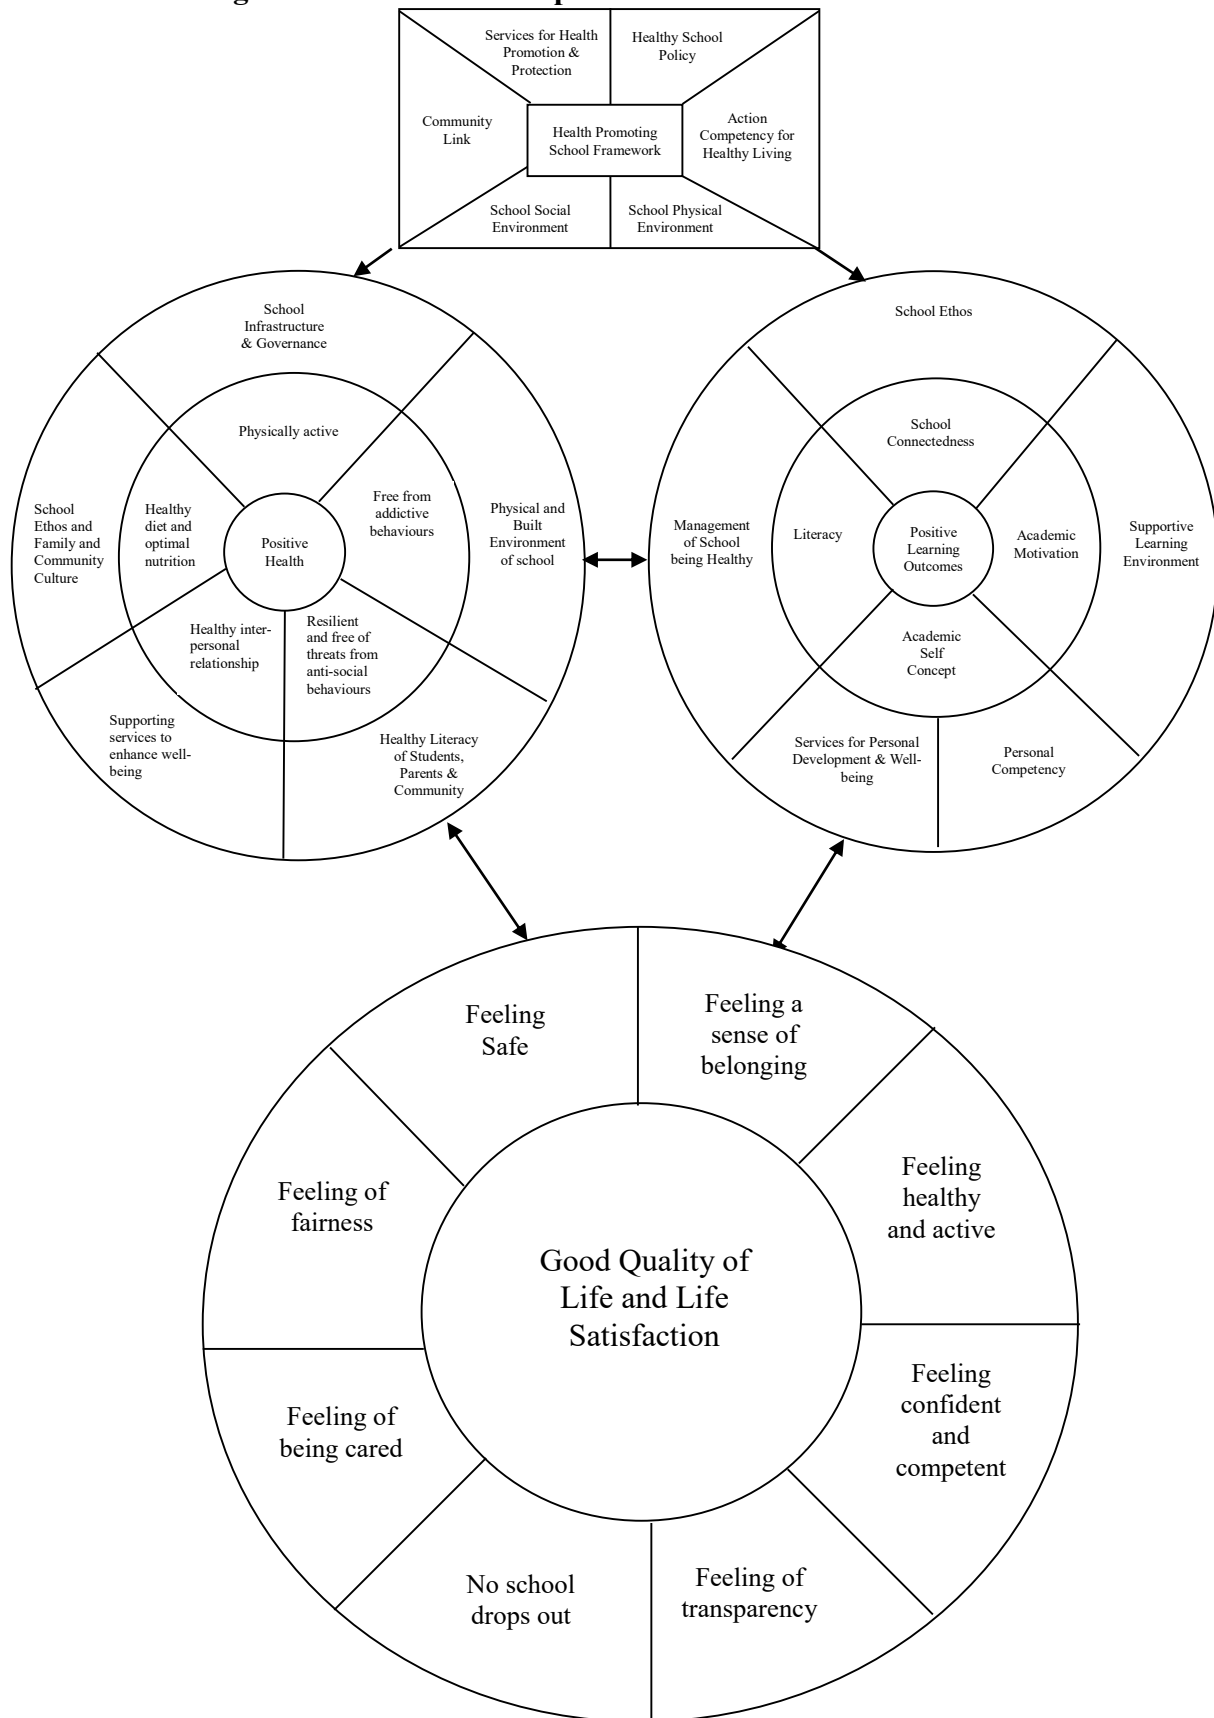 Services for Health
Promotion &
Protection
Healthy School
Policy
Community
Link
Health Promoting
School Framework
Action
Competency for
Healthy Living
School Social
Environment
School Physical
Environment
School
Infrastructure
& Governance
Physically active
School
Ethos and
Family and
Community
Culture
Healthy
diet and
optimal
nutrition
Positive
Health
Free from
addictive
behaviours
Physical and
Built
Environment
of school
Healthy inter-
personal
relationship
Resilient
and free of
threats from
anti-social
behaviours
Supporting
services to
enhance well-
being
Healthy Literacy
of Students,
Parents &
Community
School Ethos
School
Connectedness
Management
of School
being Healthy
Literacy
Positive
Learning
Outcomes
Academic
Motivation
Supportive
Learning
Environment
Academic
Self
Concept
Services for Personal
Development & Well-
being
Personal
Competency
Feeling
Safe
Feeling a
sense of
belonging
Feeling of
fairness
Feeling
healthy
and active
Good Quality of
Life and Life
Satisfaction
Feeling of
being cared
Feeling
confident
and
competent
No school
drops out
Feeling of
transparency